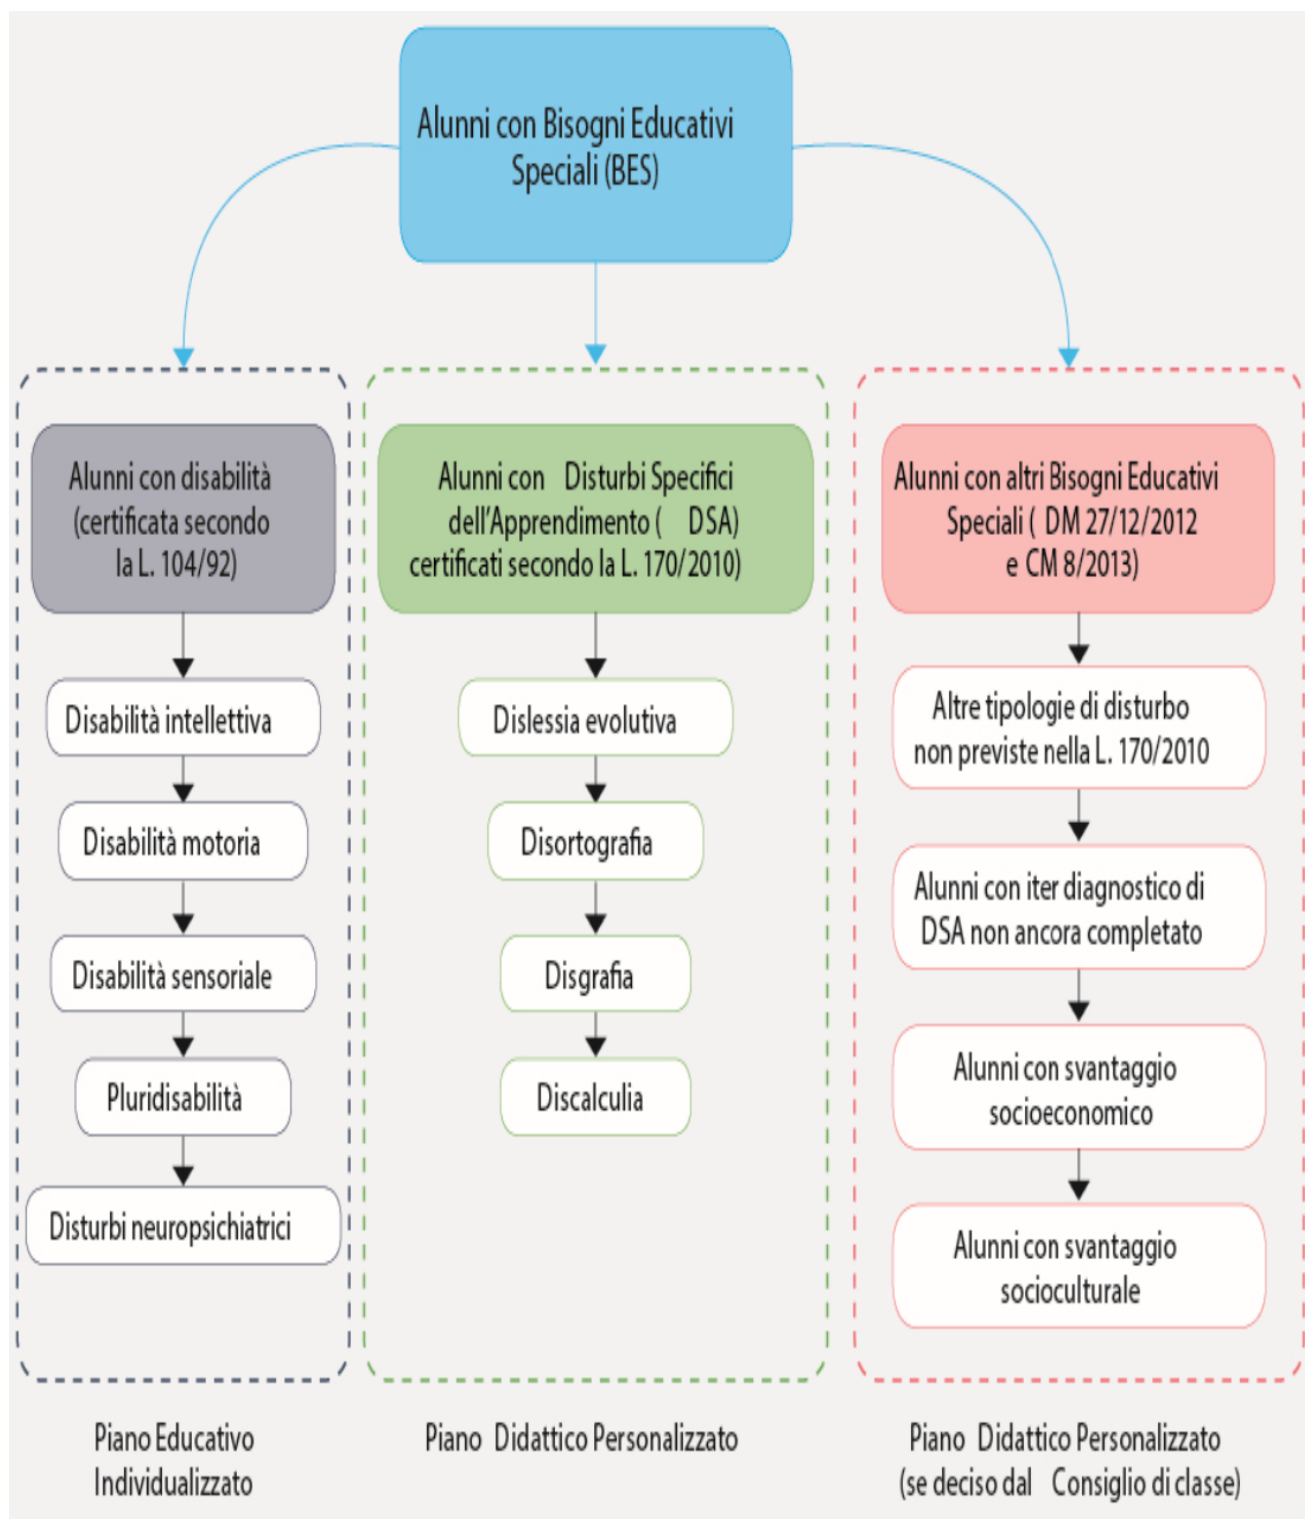 Alunni con Bisogni Educativi
Speciali (BES)
Alunni con disabilità
(certificata secondo
la L. 104/92)
Disabilità intellettiva
Disabilità motoria
Disabilità sensoriale
Pluridisabilità
Disturbi neuropsichiatrici
Piano Educativo
Individualizzato
Alunni con Disturbi Specifici
dell'Apprendimento ( DSA)
certificati secondo la L. 170/2010)
Dislessia evolutiva
Disortografia
Disgrafia
Discalculia
Piano Didattico Personalizzato
Alunni con altri Bisogni Educativi
Speciali ( DM 27/12/2012
e CM 8/2013)
Altre tipologie di disturbo
non previste nella L. 170/2010
Alunni con iter diagnostico di
DSA non ancora completato
Alunni con svantaggio
socioeconomico
Alunni con svantaggio
socioculturale
Piano Didattico Personalizzato
(se deciso dal Consiglio di classe)